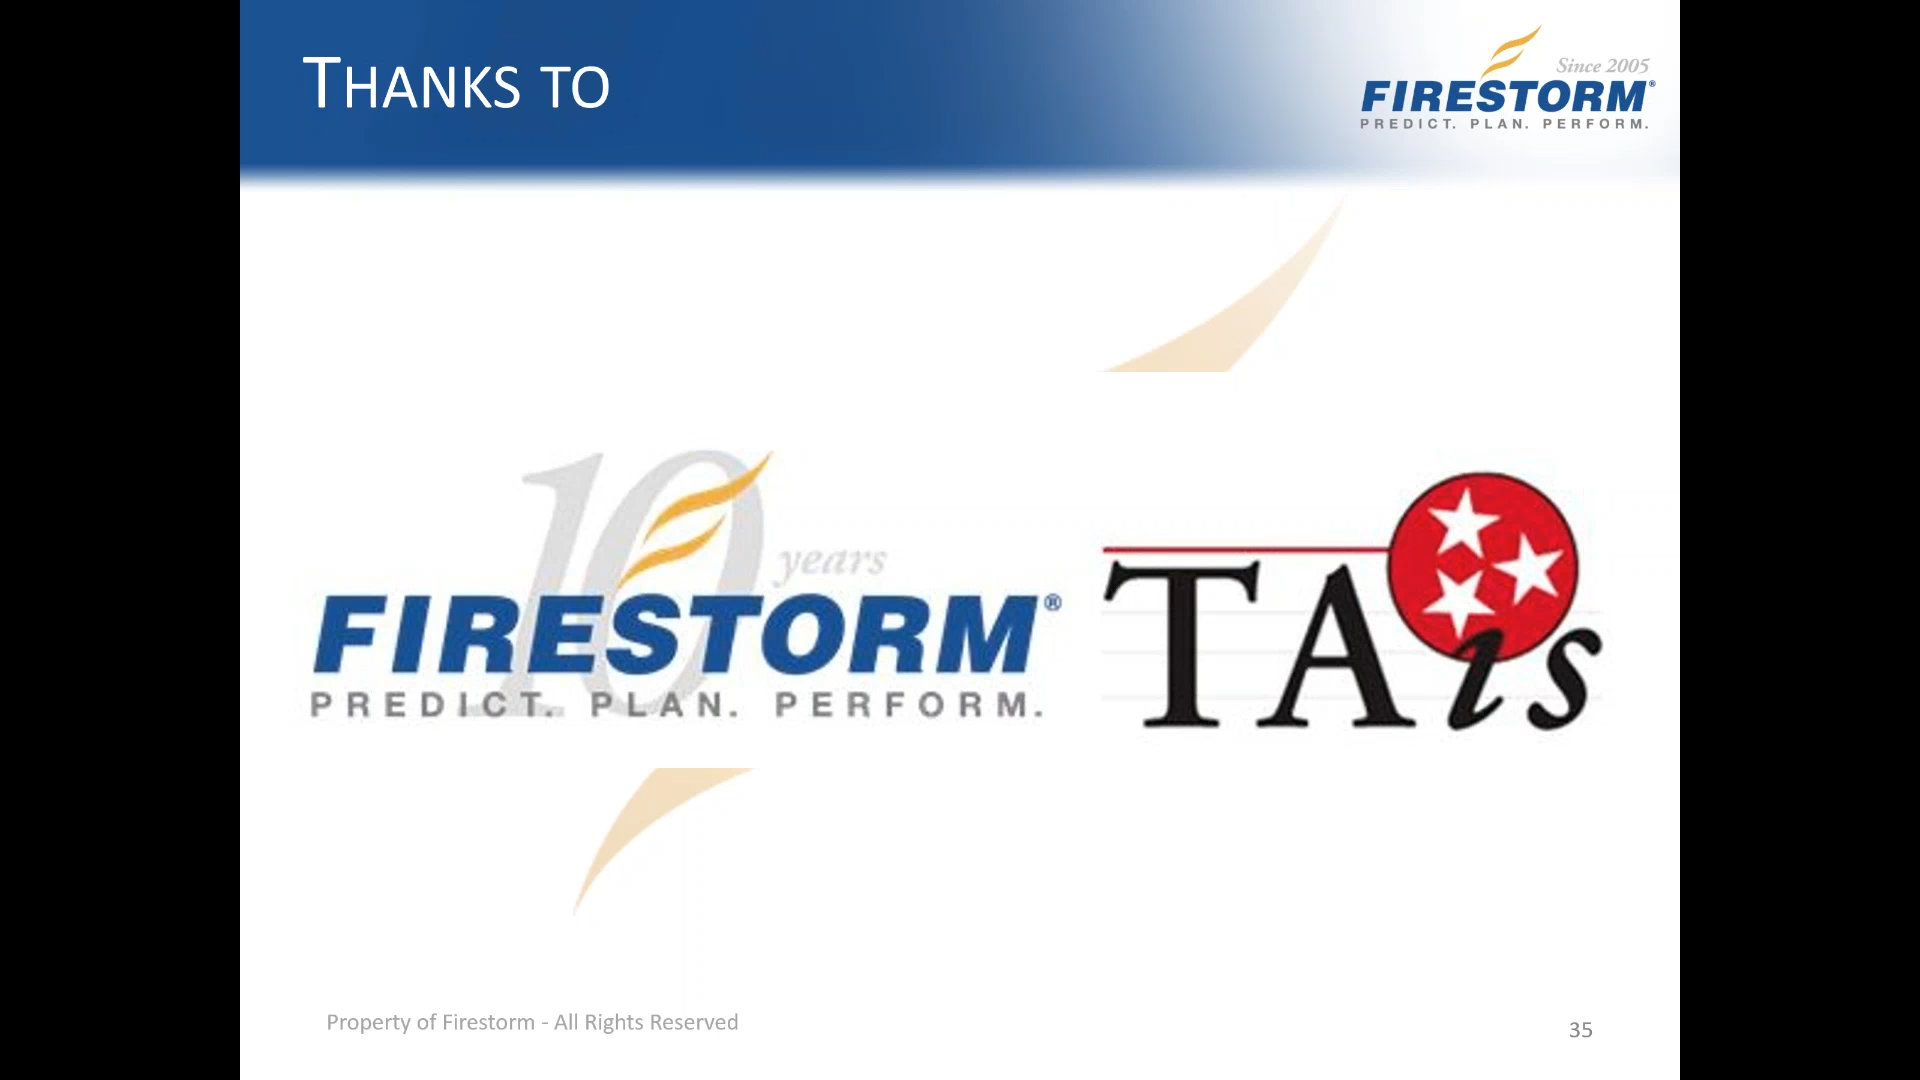 THANKS TO
Since 2005
FIRESTORM®
PREDICT. PLAN. PERFORM.
10
years
FIRESTORM®
PREDICT. PLAN. PERFORM.
TAis
Property of Firestorm - All Rights Reserved
35